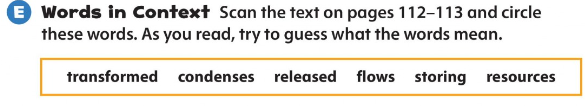 E Words in Context Scan the text on pages 112–113 and circle
these words. As you read, try to guess what the words mean.
transformed condenses released flows storing resources